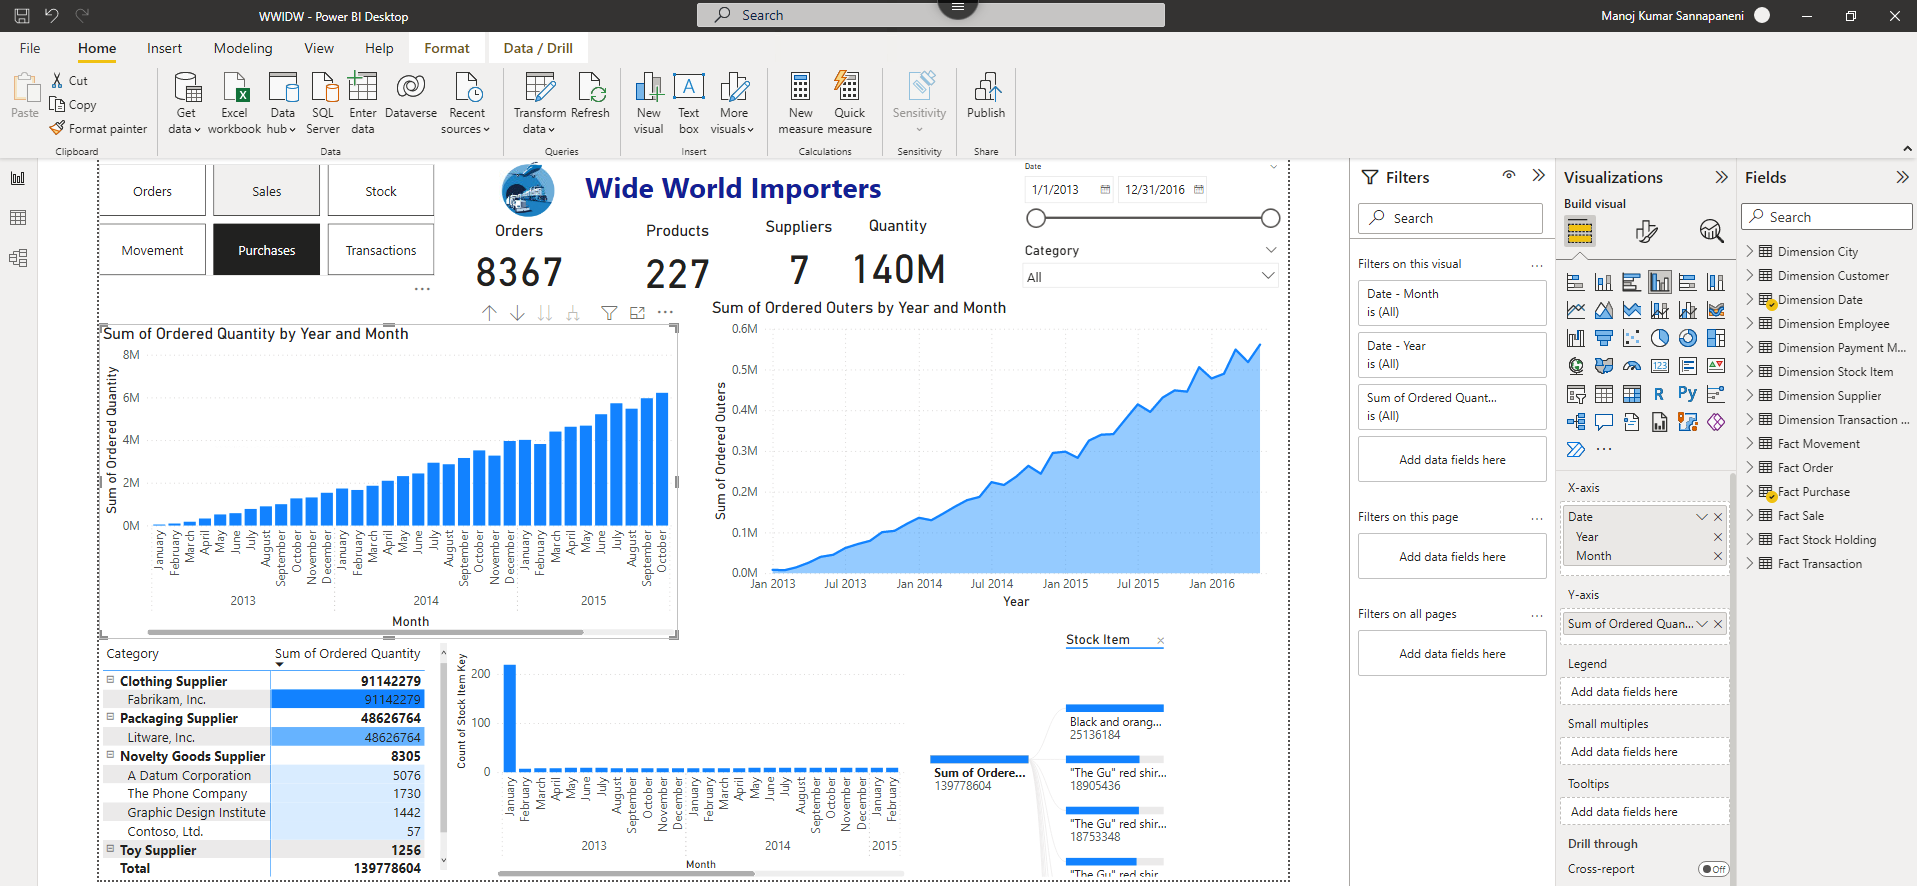 WWIDW - Power BI Desktop
Search
Manoj Kumar Sannapaneni
File
Home
Insert
Modeling
View
Help
Format
Data / Drill
Paste
Cut
Copy
Format painter
Clipboard
Get data
Excel workbook
Data hub
SQL Server
Enter data
Dataverse
Recent sources
Data
Transform data
Refresh
Queries
New visual
A
Text box
More visuals
Insert
New measure
Quick measure
Calculations
Sensitivity
Sensitivity
Publish
Share
Orders
Sales
Stock
Movement
Purchases
Transactions
Wide World Importers
Orders
8367
Products
227
Suppliers
7
Quantity
140M
Date
1/1/2013
12/31/2016
Category
All
Sum of Ordered Quantity by Year and Month
Sum of Ordered Quantity
8M
6M
4M
2M
0M
January
February
March
April
May
June
July
August
September
October
November
December
January
February
March
April
May
June
July
August
September
October
November
December
January
February
March
April
May
June
July
August
September
October
2013
2014
2015
Month
Sum of Ordered Outers by Year and Month
Sum of Ordered Outers
0.6M
0.5M
0.4M
0.3M
0.2M
0.1M
0.0M
Jan 2013
Jul 2013
Jan 2014
Jul 2014
Jan 2015
Jul 2015
Jan 2016
Year
Category Sum of Ordered Quantity
Clothing Supplier 91142279
Fabrikam, Inc. 91142279
Packaging Supplier 48626764
Litware, Inc. 48626764
Novelty Goods Supplier 8305
A Datum Corporation 5076
The Phone Company 1730
Graphic Design Institute 1442
Contoso, Ltd. 57
Toy Supplier 1256
Total 139778604
Count of Stock Item Key
200
100
0
January
February
March
April
May
June
July
August
September
October
November
December
January
February
March
April
May
June
July
August
September
October
November
December
January
February
2013
2014
2015
Month
Stock Item
Sum of Ordere...
139778604
Black and orang...
25136184
"The Gu" red shir...
18905436
"The Gu" red shir...
18753348
"The Gu" red shir...
Filters
Search
Filters on this visual
Date - Month
is (All)
Date - Year
is (All)
Sum of Ordered Quant...
is (All)
Add data fields here
Filters on this page
Add data fields here
Filters on all pages
Add data fields here
Visualizations
Build visual
123
R
Py
X-axis
Date
Year
Month
Y-axis
Sum of Ordered Quan...
Legend
Add data fields here
Small multiples
Add data fields here
Tooltips
Add data fields here
Drill through
Cross-report
Off
Fields
Search
Dimension City
Dimension Customer
Dimension Date
Dimension Employee
Dimension Payment M...
Dimension Stock Item
Dimension Supplier
Dimension Transaction ...
Fact Movement
Fact Order
Fact Purchase
Fact Sale
Fact Stock Holding
Fact Transaction